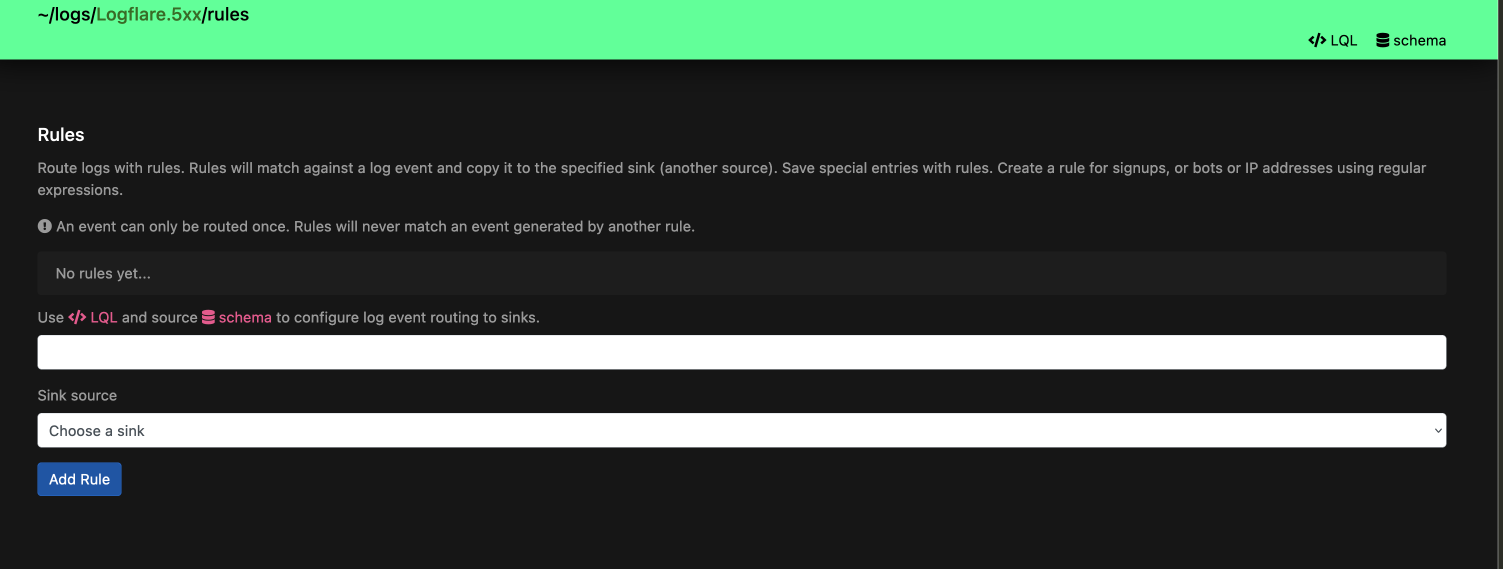 ~/logs/Logflare.5xx/rules
LQL schema
Rules
Route logs with rules. Rules will match against a log event and copy it to the specified sink (another source). Save special entries with rules. Create a rule for signups, or bots or IP addresses using regular
expressions.
An event can only be routed once. Rules will never match an event generated by another rule.
No rules yet...
Use LQL and source schema to configure log event routing to sinks.
Sink source
Choose a sink
Add Rule